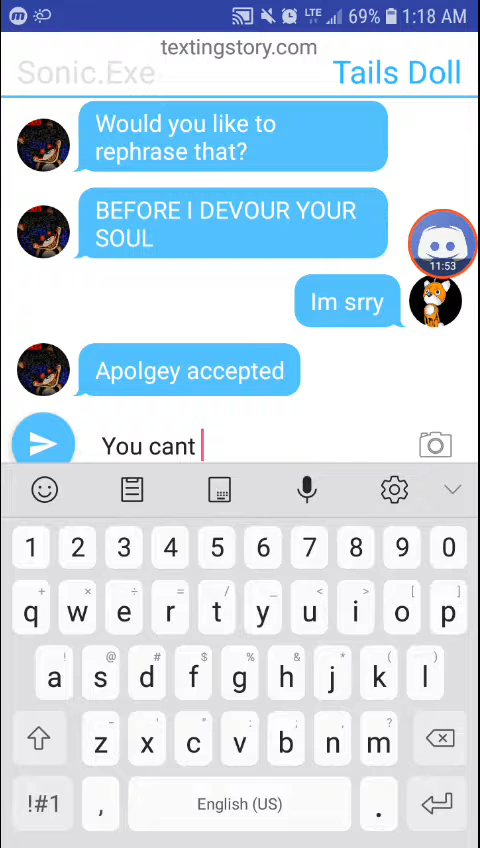 LTE 69% 1:18 AM
textingstory.com
Sonic.Exe Tails Doll
Would you like to
rephrase that?
BEFORE I DEVOUR YOUR
SOUL
11:53
Im srry
Apolgey accepted
You cant
1 2 3 4 5 6 7 8 9 0
+ × ÷ = / _ < > [ ]
q w e r t y u i o p
! @ # $ % & * ( )
a s d f g h j k l
- ' " : ; , ?
z x c v b n m
!#1 , English (US) .